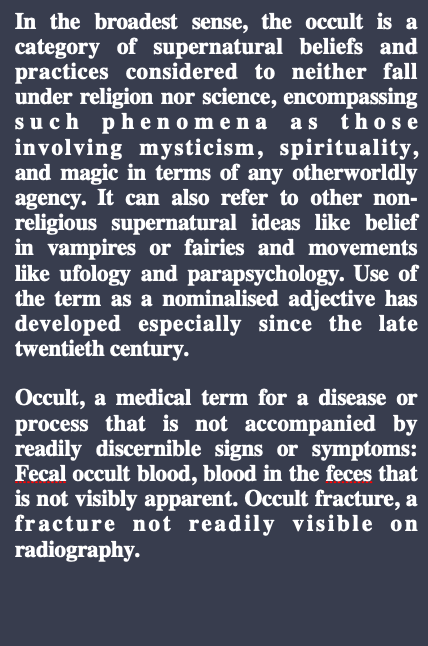 In the broadest sense, the occult is a
category of supernatural beliefs and
practices considered to neither fall
under religion nor science, encompassing
such phenomena as those
involving mysticism, spirituality,
and magic in terms of any otherworldly
agency. It can also refer to other non-
religious supernatural ideas like belief
in vampires or fairies and movements
like ufology and parapsychology. Use of
the term as a nominalised adjective has
developed especially since the late
twentieth century.
Occult, a medical term for a disease or
process that is not accompanied by
readily discernible signs or symptoms:
Fecal occult blood, blood in the feces that
is not visibly apparent. Occult fracture, a
fracture not readily visible on
radiography.